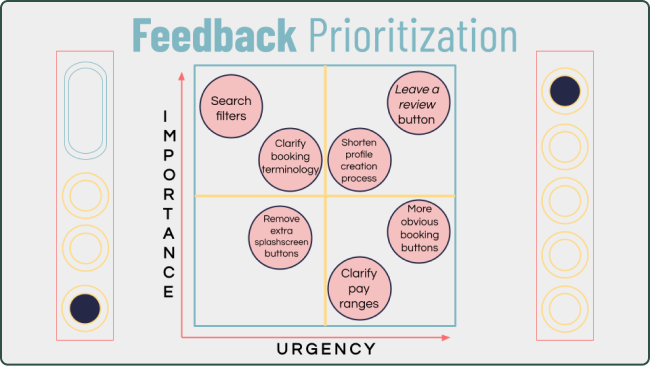 Feedback Prioritization
IMPORTANCE
Search
filters
Leave a
review
button
Clarify
booking
terminology
Shorten
profile
creation
process
Remove
extra
splashscreen
buttons
More
obvious
booking
buttons
Clarify
pay
ranges
URGENCY